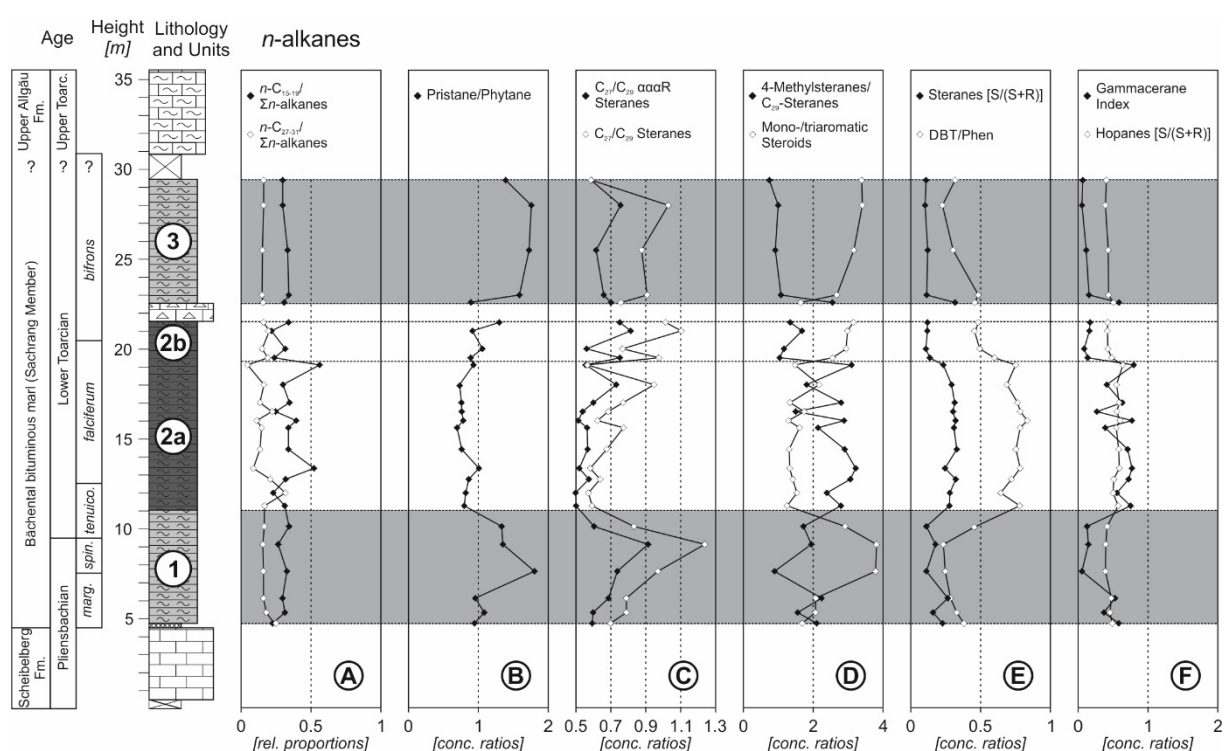 Age
Height
[m]
Lithology
and Units
n-alkanes
Upper Allgäu
Fm.
Upper Toarc.
?
?
?
Bächental bituminous marl (Sachrang Member)
Lower Toarcian
bifrons
falciferum
tenuico.
spin.
marg.
Pliensbachian
Scheibelberg
Fm.
35
30
25
20
15
10
5
3
2b
2a
1
n-C15-19/
Σn-alkanes
n-C27-31/
Σn-alkanes
Pristane/Phytane
C27/C29 αααR
Steranes
C27/C29 Steranes
4-Methylsteranes/
C29-Steranes
Mono-/triaromatic
Steroids
Steranes [S/(S+R)]
DBT/Phen
Gammacerane
Index
Hopanes [S/(S+R)]
A
B
C
D
E
F
0 0.5 1
0 1 2
0.5 0.7 0.9 1.1 1.3
0 2 4
0 0.5 1
0 1 2
[rel. proportions]
[conc. ratios]
[conc. ratios]
[conc. ratios]
[conc. ratios]
[conc. ratios]